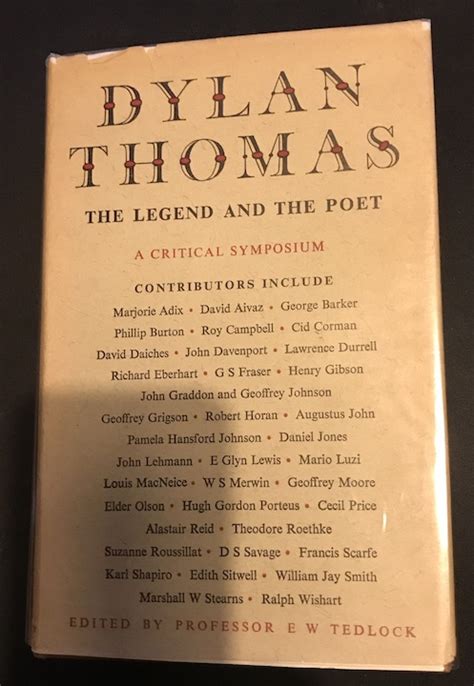 DYLAN
THOMAS
THE LEGEND AND THE POET
A CRITICAL SYMPOSIUM
CONTRIBUTORS INCLUDE
Marjorie Adix • David Aivaz • George Barker
Phillip Burton • Roy Campbell • Cid Corman
David Daiches • John Davenport • Lawrence Durrell
Richard Eberhart • G S Fraser • Henry Gibson
John Graddon and Geoffrey Johnson
Geoffrey Grigson • Robert Horan • Augustus John
Pamela Hansford Johnson • Daniel Jones
John Lehmann • E Glyn Lewis • Mario Luzi
Louis MacNeice • W S Merwin • Geoffrey Moore
Elder Olson • Hugh Gordon Porteus • Cecil Price
Alastair Reid • Theodore Roethke
Suzanne Roussillat • D S Savage • Francis Scarfe
Karl Shapiro • Edith Sitwell • William Jay Smith
Marshall W Stearns • Ralph Wishart
EDITED BY PROFESSOR E W TEDLOCK